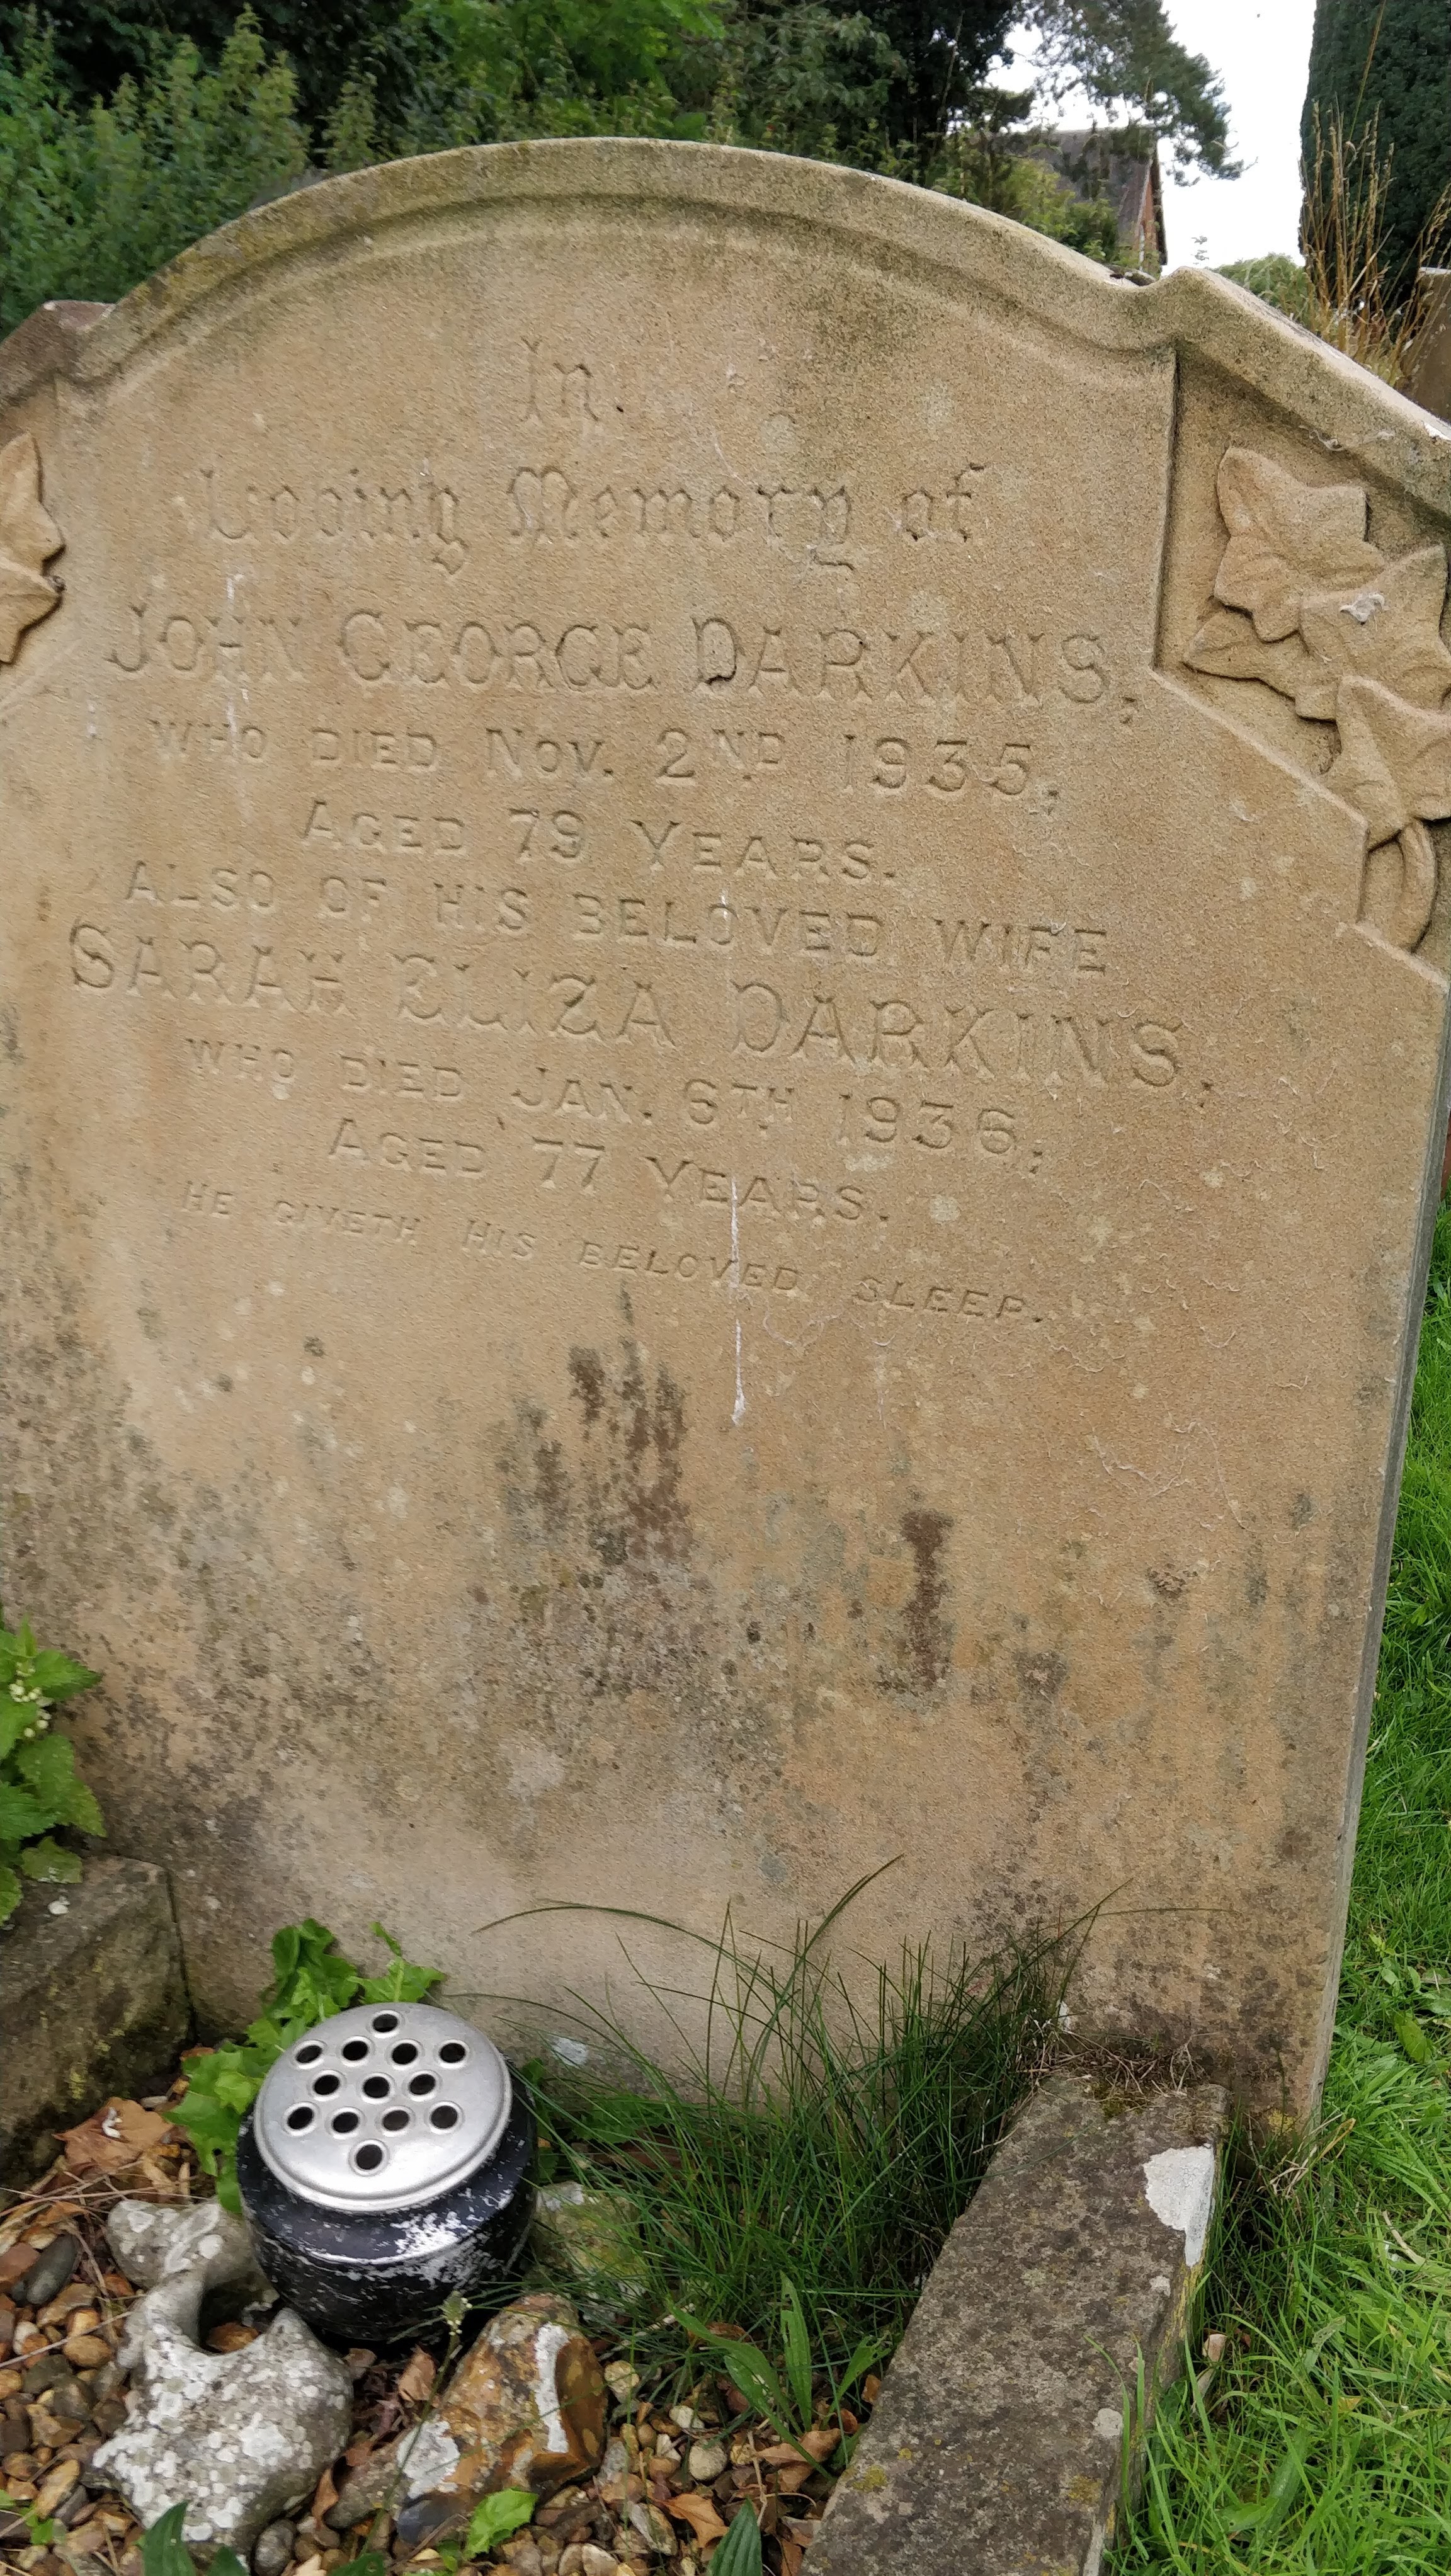 In
Loving Memory of
JOHN GEORGE DARKINS,
WHO DIED NOV. 2ND 1935,
AGED 79 YEARS.
ALSO OF HIS BELOVED WIFE
SARAH ELIZA DARKINS,
WHO DIED JAN. 6TH 1936,
AGED 77 YEARS.
HE GIVETH HIS BELOVED SLEEP.